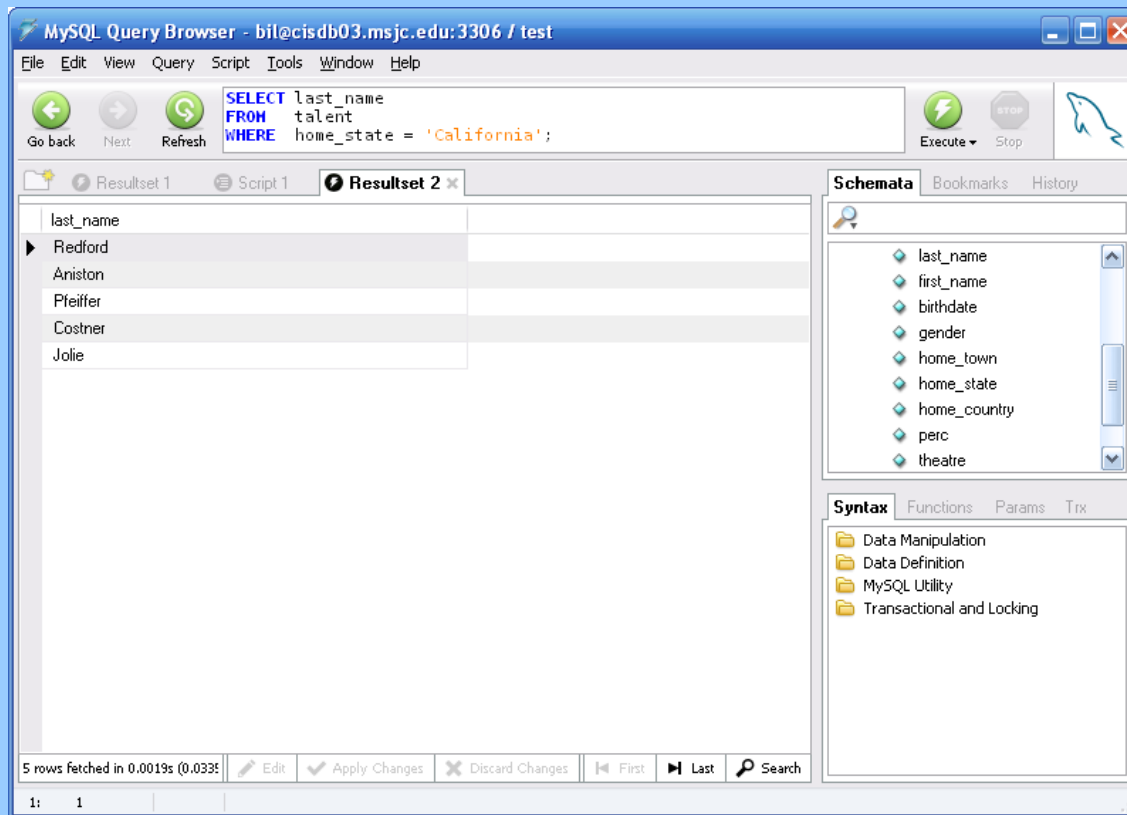 MySQL Query Browser - bil@cisdb03.msjc.edu:3306 / test
File Edit View Query Script Tools Window Help
Go back Next Refresh
SELECT last_name
FROM talent
WHERE home_state = 'California';
Execute Stop
STOP
Resultset 1 Script 1 Resultset 2
last_name
Redford
Aniston
Pfeiffer
Costner
Jolie
Schemata Bookmarks History
last_name
first_name
birthdate
gender
home_town
home_state
home_country
perc
theatre
Syntax Functions Params Trx
Data Manipulation
Data Definition
MySQL Utility
Transactional and Locking
5 rows fetched in 0.0019s (0.0335 Edit Apply Changes Discard Changes First Last Search
1: 1